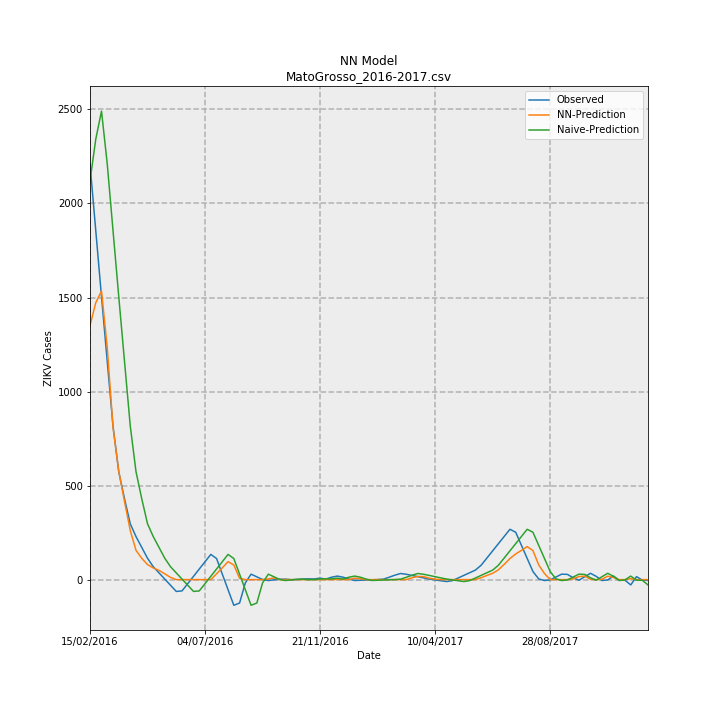 NN Model
MatoGrosso_2016-2017.csv
Observed
NN-Prediction
Naive-Prediction
2500
2000
1500
1000
500
0
ZIKV Cases
15/02/2016
04/07/2016
21/11/2016
10/04/2017
28/08/2017
Date